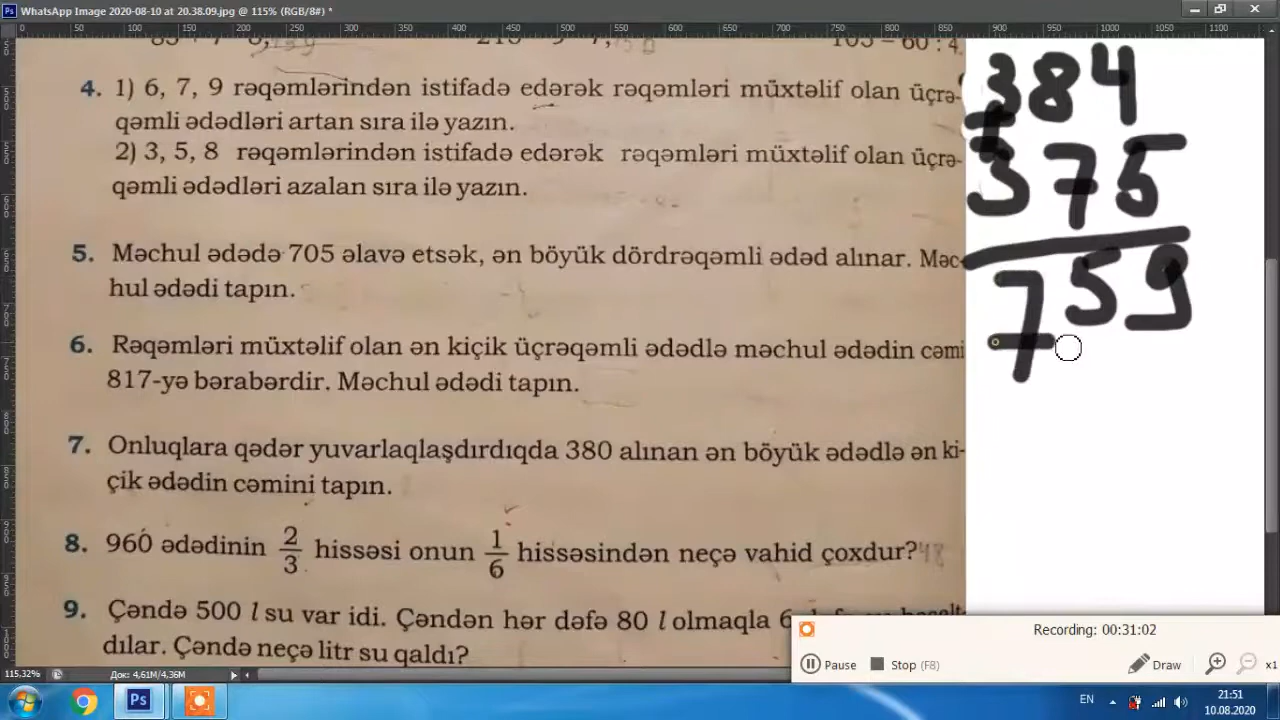 WhatsApp Image 2020-08-10 at 20.38.09.jpg @ 115% (RGB/8#) *
4. 1) 6, 7, 9 rəqəmlərindən istifadə edərək rəqəmləri müxtəlif olan üçrə-
qəmli ədədləri artan sıra ilə yazın.
2) 3, 5, 8 rəqəmlərindən istifadə edərək rəqəmləri müxtəlif olan üçrə-
qəmli ədədləri azalan sıra ilə yazın.
5. Məchul ədədə 705 əlavə etsək, ən böyük dördrəqəmli ədəd alınar. Məc-
hul ədədi tapın.
6. Rəqəmləri müxtəlif olan ən kiçik üçrəqəmli ədədlə məchul ədədin cəmi
817-yə bərabərdir. Məchul ədədi tapın.
7. Onluqlara qədər yuvarlaqlaşdırdıqda 380 alınan ən böyük ədədlə ən ki-
çik ədədin cəmini tapın.
8. 960 ədədinin 2/3 hissəsi onun 1/6 hissəsindən neçə vahid çoxdur?
9. Çəndə 500 l su var idi. Çəndən hər dəfə 80 l olmaqla 6
dılar. Çəndə neçə litr su qaldı?
384
+
375
759
Recording: 00:31:02
Pause Stop (F8) Draw x1
115,32% Док: 4,61M/4,36M
EN 21:51
10.08.2020